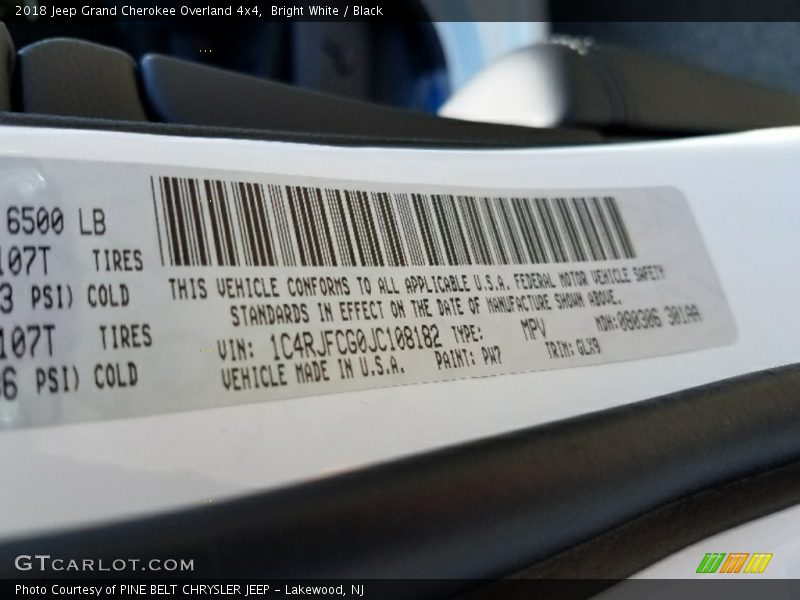 2018 Jeep Grand Cherokee Overland 4x4, Bright White / Black
6500 LB
107T TIRES
3 PSI) COLD
107T TIRES
36 PSI) COLD
THIS VEHICLE CONFORMS TO ALL APPLICABLE U.S.A. FEDERAL MOTOR VEHICLE SAFETY
STANDARDS IN EFFECT ON THE DATE OF MANUFACTURE SHOWN ABOVE.
VIN: 1C4RJFCG0JC108182 TYPE: MPV MDH: 080306 301AA
VEHICLE MADE IN U.S.A. PAINT: PW7 TRIM: GLX9
GTCARLOT.COM
Photo Courtesy of PINE BELT CHRYSLER JEEP - Lakewood, NJ